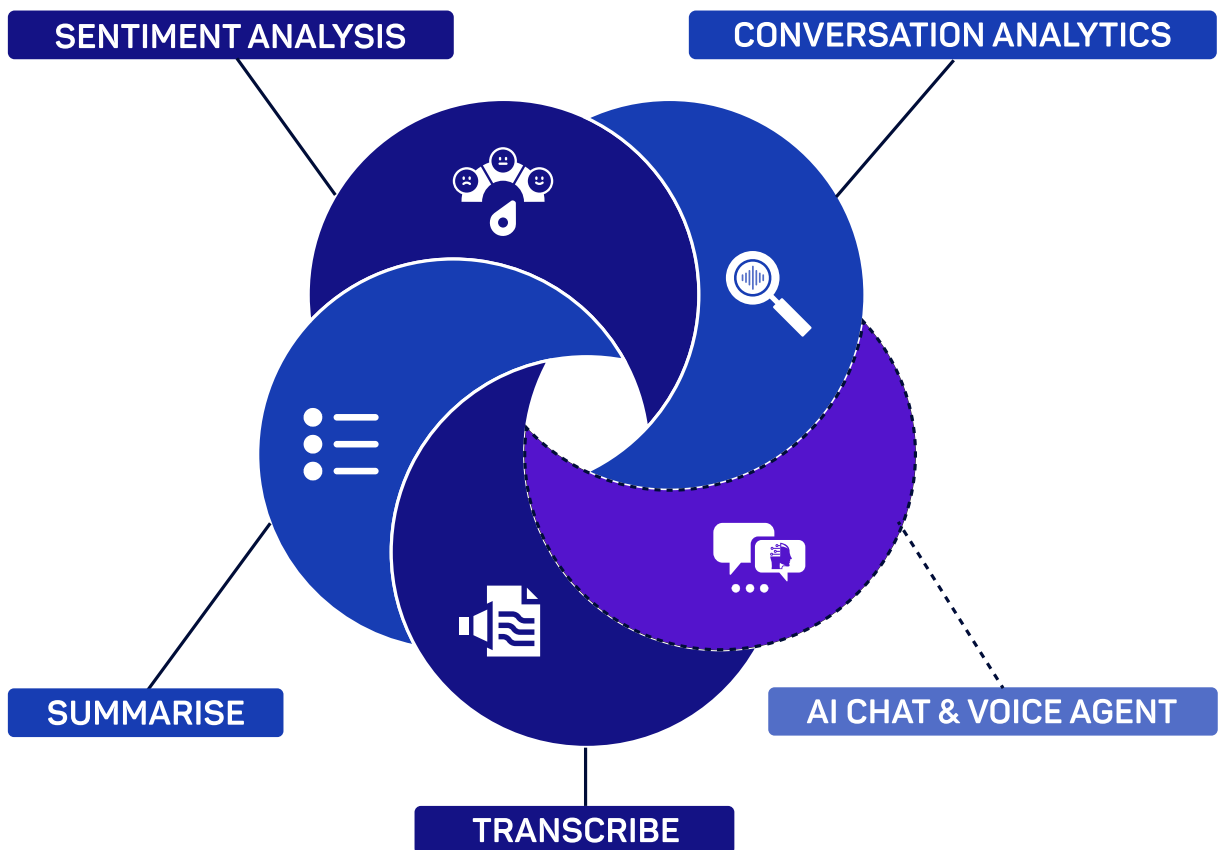 SENTIMENT ANALYSIS
CONVERSATION ANALYTICS
SUMMARISE
AI CHAT & VOICE AGENT
TRANSCRIBE